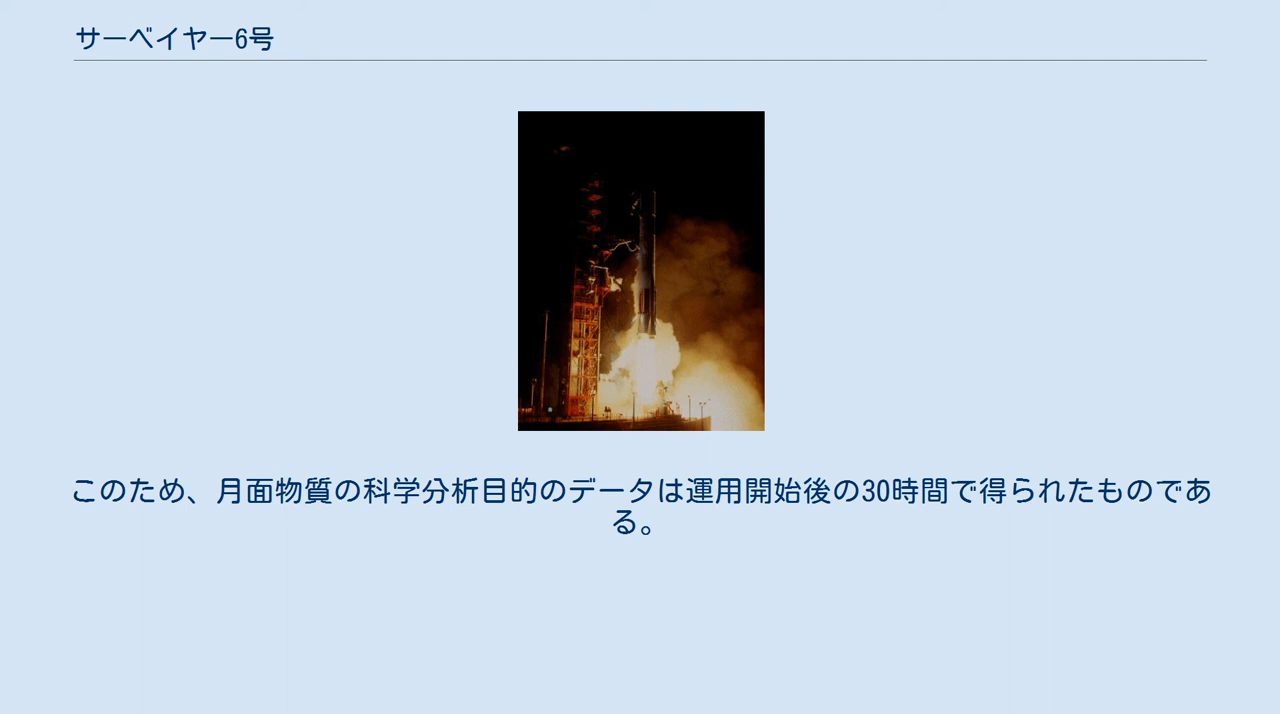 サーベイヤー6号
このため、月面物質の科学分析目的のデータは運用開始後の30時間で得られたものであ
る。